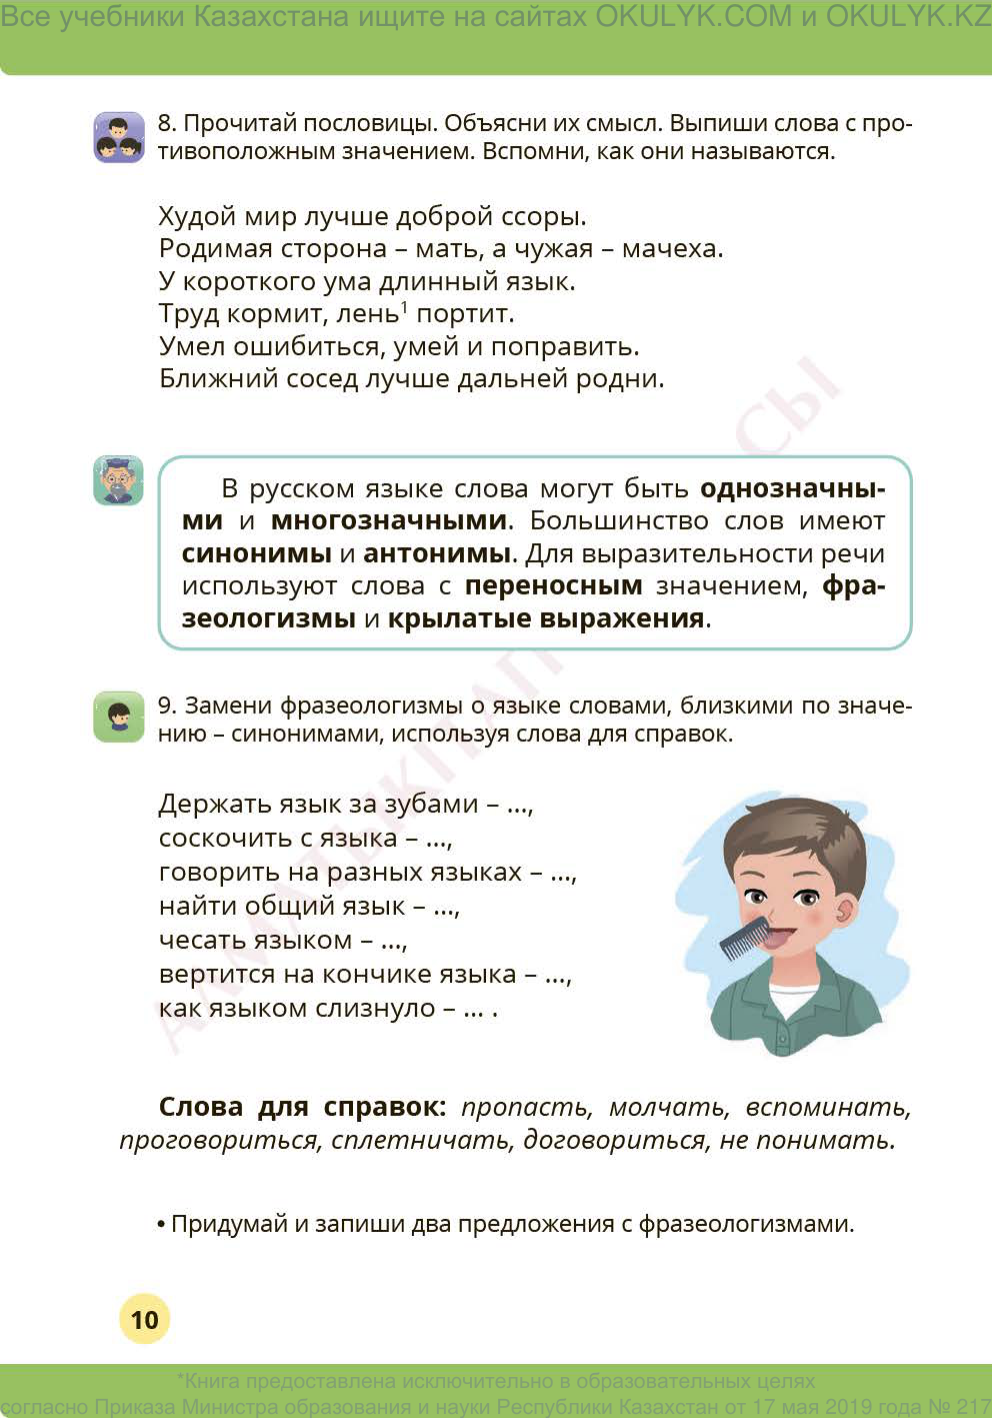 Все учебники Казахстана ищите на сайтах OKULYK.COM и OKULYK.KZ
8. Прочитай пословицы. Объясни их смысл. Выпиши слова с про-
тивоположным значением. Вспомни, как они называются.
Худой мир лучше доброй ссоры.
Родимая сторона – мать, а чужая – мачеха.
У короткого ума длинный язык.
Труд кормит, лень¹ портит.
Умел ошибиться, умей и поправить.
Ближний сосед лучше дальней родни.
В русском языке слова могут быть однозначны-
ми и многозначными. Большинство слов имеют
синонимы и антонимы. Для выразительности речи
используют слова с переносным значением, фра-
зеологизмы и крылатые выражения.
9. Замени фразеологизмы о языке словами, близкими по значе-
нию – синонимами, используя слова для справок.
Держать язык за зубами – ...,
соскочить с языка – ...,
говорить на разных языках – ...,
найти общий язык – ...,
чесать языком – ...,
вертится на кончике языка – ...,
как языком слизнуло – ... .
Слова для справок: пропасть, молчать, вспоминать,
проговориться, сплетничать, договориться, не понимать.
• Придумай и запиши два предложения с фразеологизмами.
10
*Книга предоставлена исключительно в образовательных целях
согласно Приказа Министра образования и науки Республики Казахстан от 17 мая 2019 года № 217